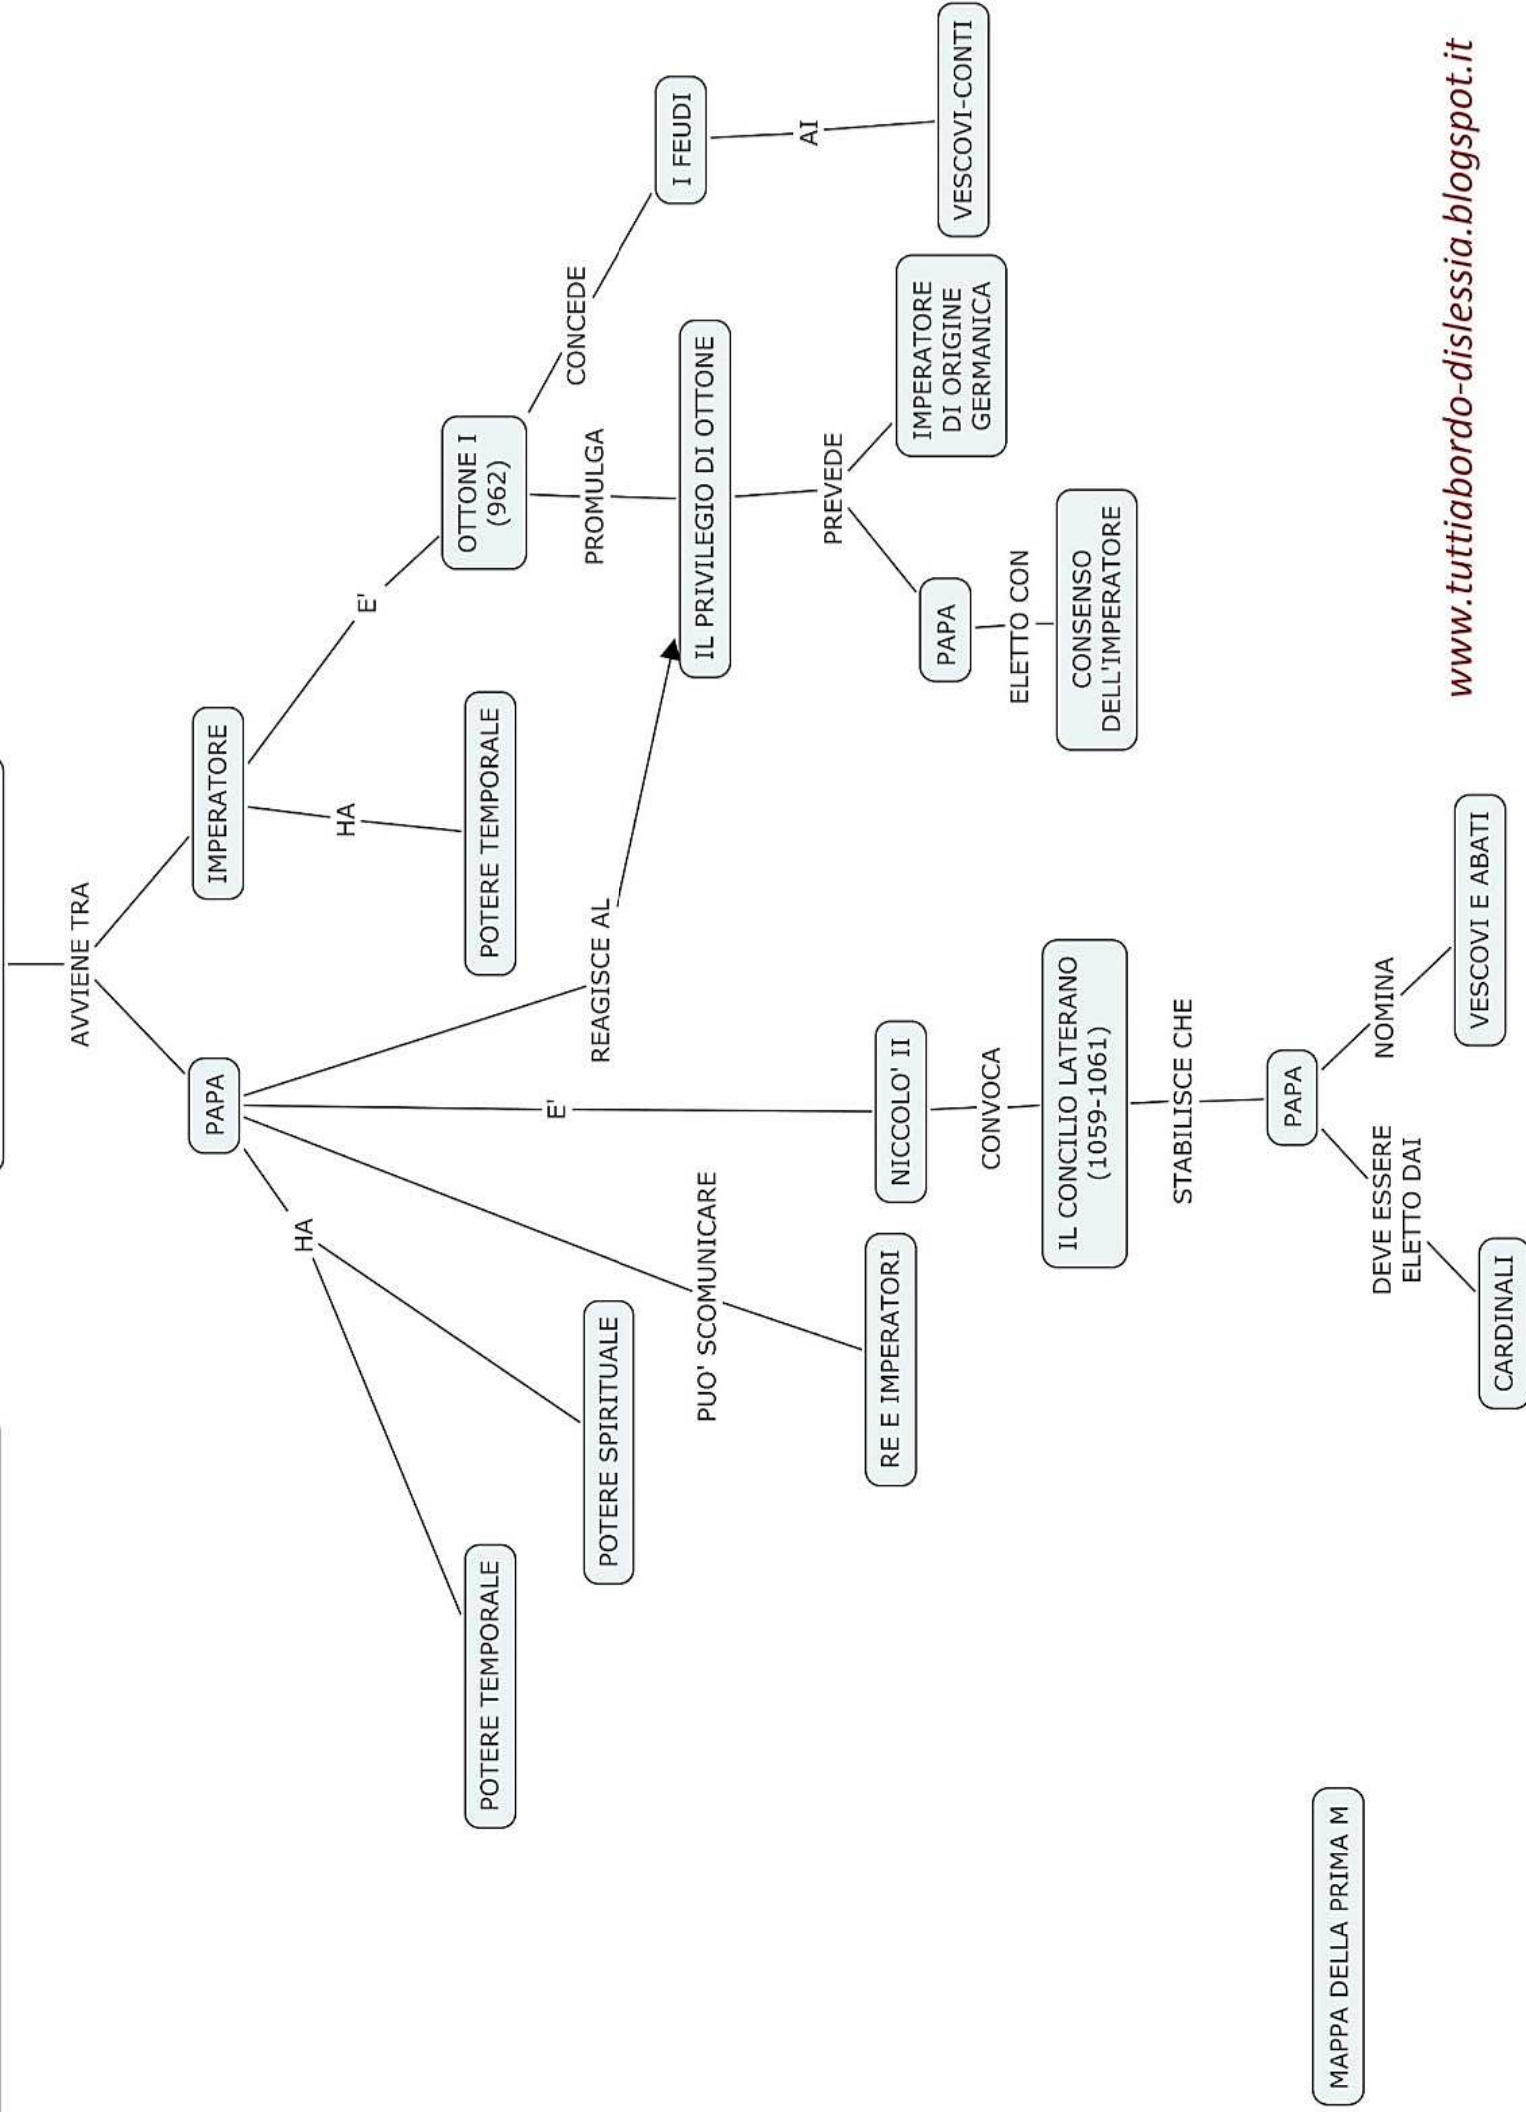 AVVIENE TRA
PAPA
IMPERATORE
HA
HA
E'
POTERE TEMPORALE
POTERE SPIRITUALE
POTERE TEMPORALE
OTTONE I
(962)
E'
REAGISCE AL
PROMULGA
CONCEDE
PUO' SCOMUNICARE
IL PRIVILEGIO DI OTTONE
I FEUDI
RE E IMPERATORI
NICCOLO' II
PREVEDE
AI
PAPA
IMPERATORE
DI ORIGINE
GERMANICA
VESCOVI-CONTI
CONVOCA
ELETTO CON
IL CONCILIO LATERANO
(1059-1061)
CONSENSO
DELL'IMPERATORE
STABILISCE CHE
PAPA
DEVE ESSERE
ELETTO DAI
NOMINA
CARDINALI
VESCOVI E ABATI
MAPPA DELLA PRIMA M
www.tuttiabordo-dislessia.blogspot.it